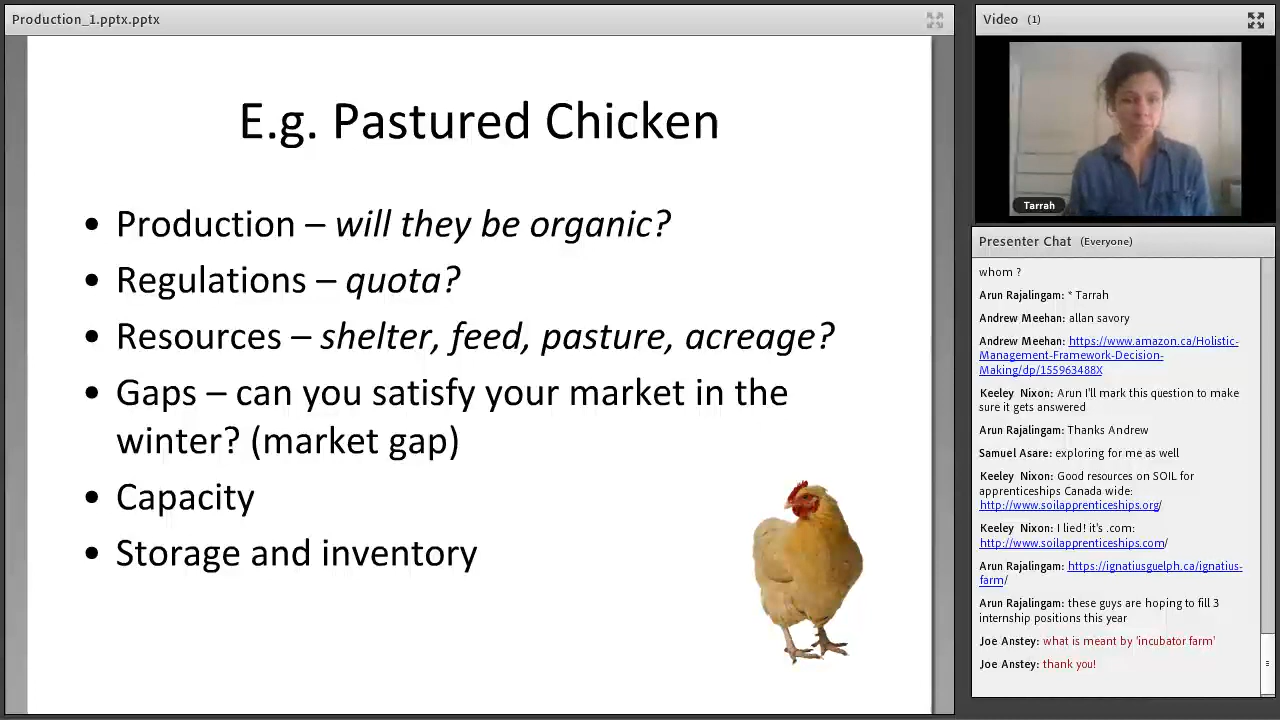 Production_1.pptx.pptx
E.g. Pastured Chicken
• Production – will they be organic?
• Regulations – quota?
• Resources – shelter, feed, pasture, acreage?
• Gaps – can you satisfy your market in the
winter? (market gap)
• Capacity
• Storage and inventory
Video (1)
Tarrah
Presenter Chat (Everyone)
whom ?
Arun Rajalingam: * Tarrah
Andrew Meehan: allan savory
Andrew Meehan: https://www.amazon.ca/Holistic-
Management-Framework-Decision-
Making/dp/155963488X
Keeley Nixon: Arun I'll mark this question to make
sure it gets answered
Arun Rajalingam: Thanks Andrew
Samuel Asare: exploring for me as well
Keeley Nixon: Good resources on SOIL for
apprenticeships Canada wide:
http://www.soilapprenticeships.org/
Keeley Nixon: I lied! it's .com:
http://www.soilapprenticeships.com/
Arun Rajalingam: https://ignatiusguelph.ca/ignatius-
farm/
Arun Rajalingam: these guys are hoping to fill 3
internship positions this year
Joe Anstey: what is meant by 'incubator farm'
Joe Anstey: thank you!